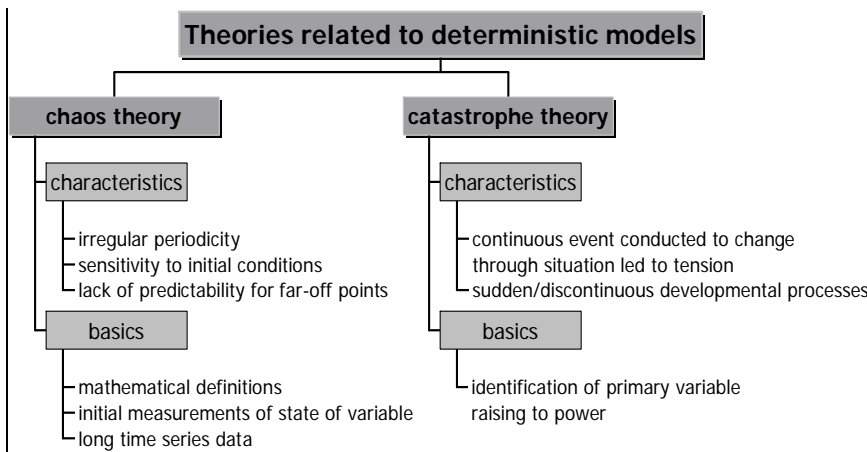 Theories related to deterministic models
chaos theory
characteristics
irregular periodicity
sensitivity to initial conditions
lack of predictability for far-off points
basics
mathematical definitions
initial measurements of state of variable
long time series data
catastrophe theory
characteristics
continuous event conducted to change
through situation led to tension
sudden/discontinuous developmental processes
basics
identification of primary variable
raising to power